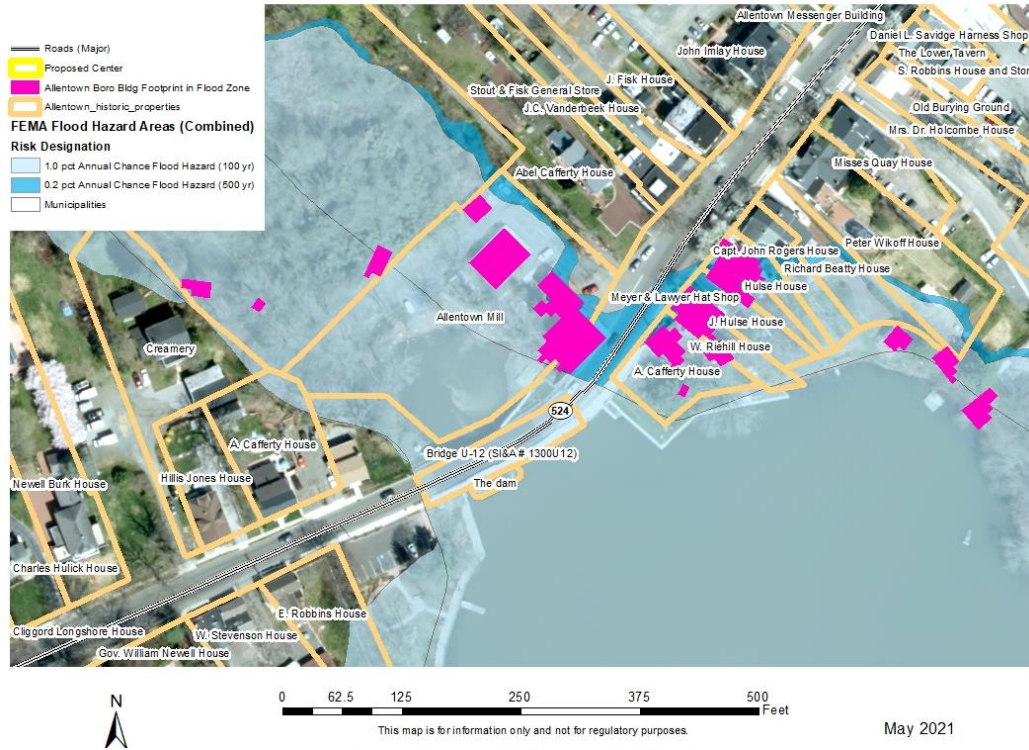 Roads (Major)
Proposed Center
Allentown Boro Bldg Footprint in Flood Zone
Allentown_historic_properties
FEMA Flood Hazard Areas (Combined)
Risk Designation
1.0 pct Annual Chance Flood Hazard (100 yr)
0.2 pct Annual Chance Flood Hazard (500 yr)
Municipalities
Allentown Messenger Building
Daniel L. Savidge Harness Shop
John Imlay House
The Lower Tavern
S. Robbins House and Stor
J. Fisk House
Stout & Fisk General Store
J.C. Vanderbeek House
Old Burying Ground
Mrs. Dr. Holcombe House
Misses Quay House
Abel Cafferty House
Peter Wikoff House
Capt. John Rogers House
Richard Beatty House
Hulse House
Meyer & Lawyer Hat Shop
Allentown Mill
J. Hulse House
W. Riehill House
Creamery
A. Cafferty House
524
A. Cafferty House
Bridge U-12 (SI&A # 1300U12)
Hillis Jones House
The dam
Newell Burk House
Charles Hulick House
E. Robbins House
Cliggord Longshore House
W. Stevenson House
Gov. William Newell House
N
0 62.5 125 250 375 500
Feet
This map is for information only and not for regulatory purposes.
May 2021